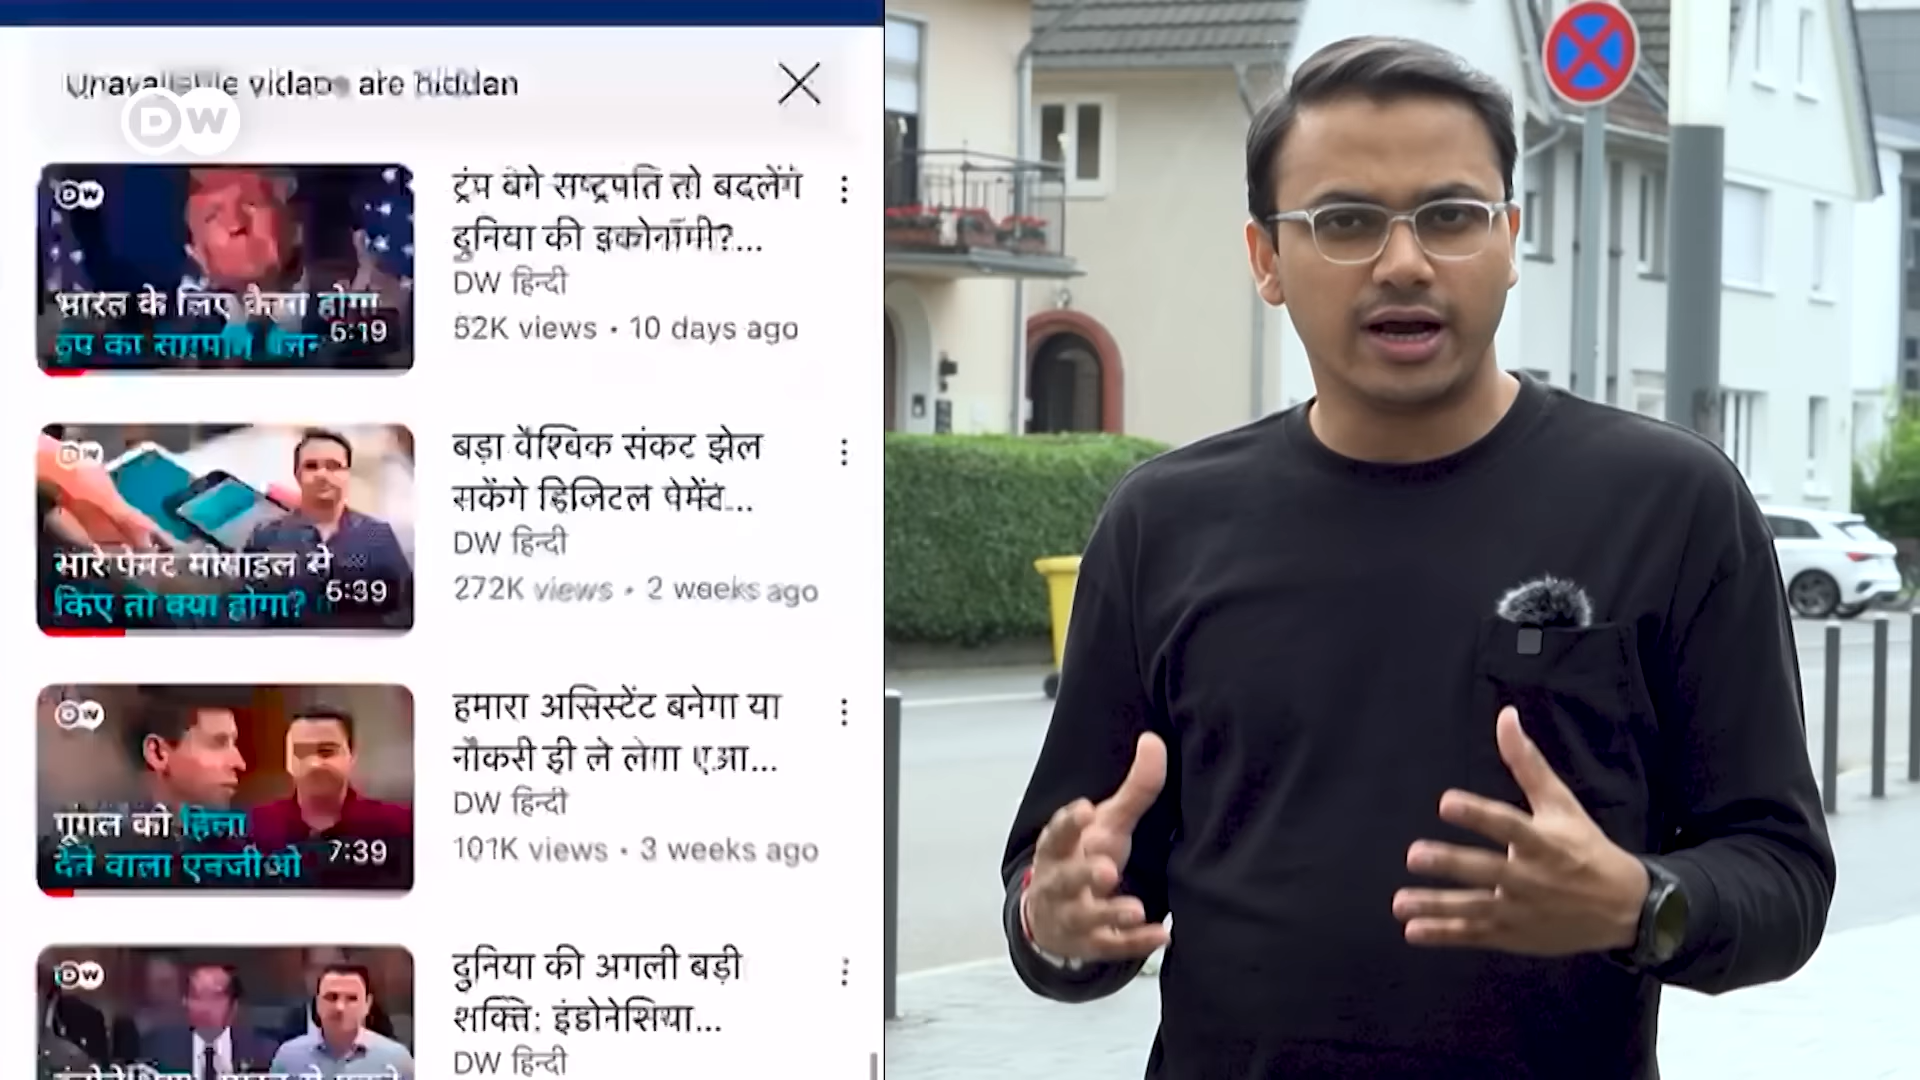 Unavailable videos are hidden
DW
DW
ट्रंप बने राष्ट्रपति तो बदलेंगे
दुनिया की इकोनॉमी?...
DW हिन्दी
52K views • 10 days ago
भारत के लिए कैसा होगा
का
6:19
DW
बड़ा वैश्विक संकट झेल
सकेंगे डिजिटल पेमेंट...
DW हिन्दी
272K views • 2 weeks ago
सारे पेमेंट मोबाइल से
किए तो क्या होगा?
6:39
DW
हमारा असिस्टेंट बनेगा या
नौकरी ही ले लेगा एआ...
DW हिन्दी
101K views • 3 weeks ago
गूगल को हिला
देने वाला एनजीओ
7:39
DW
दुनिया की अगली बड़ी
शक्ति: इंडोनेशिया...
DW हिन्दी